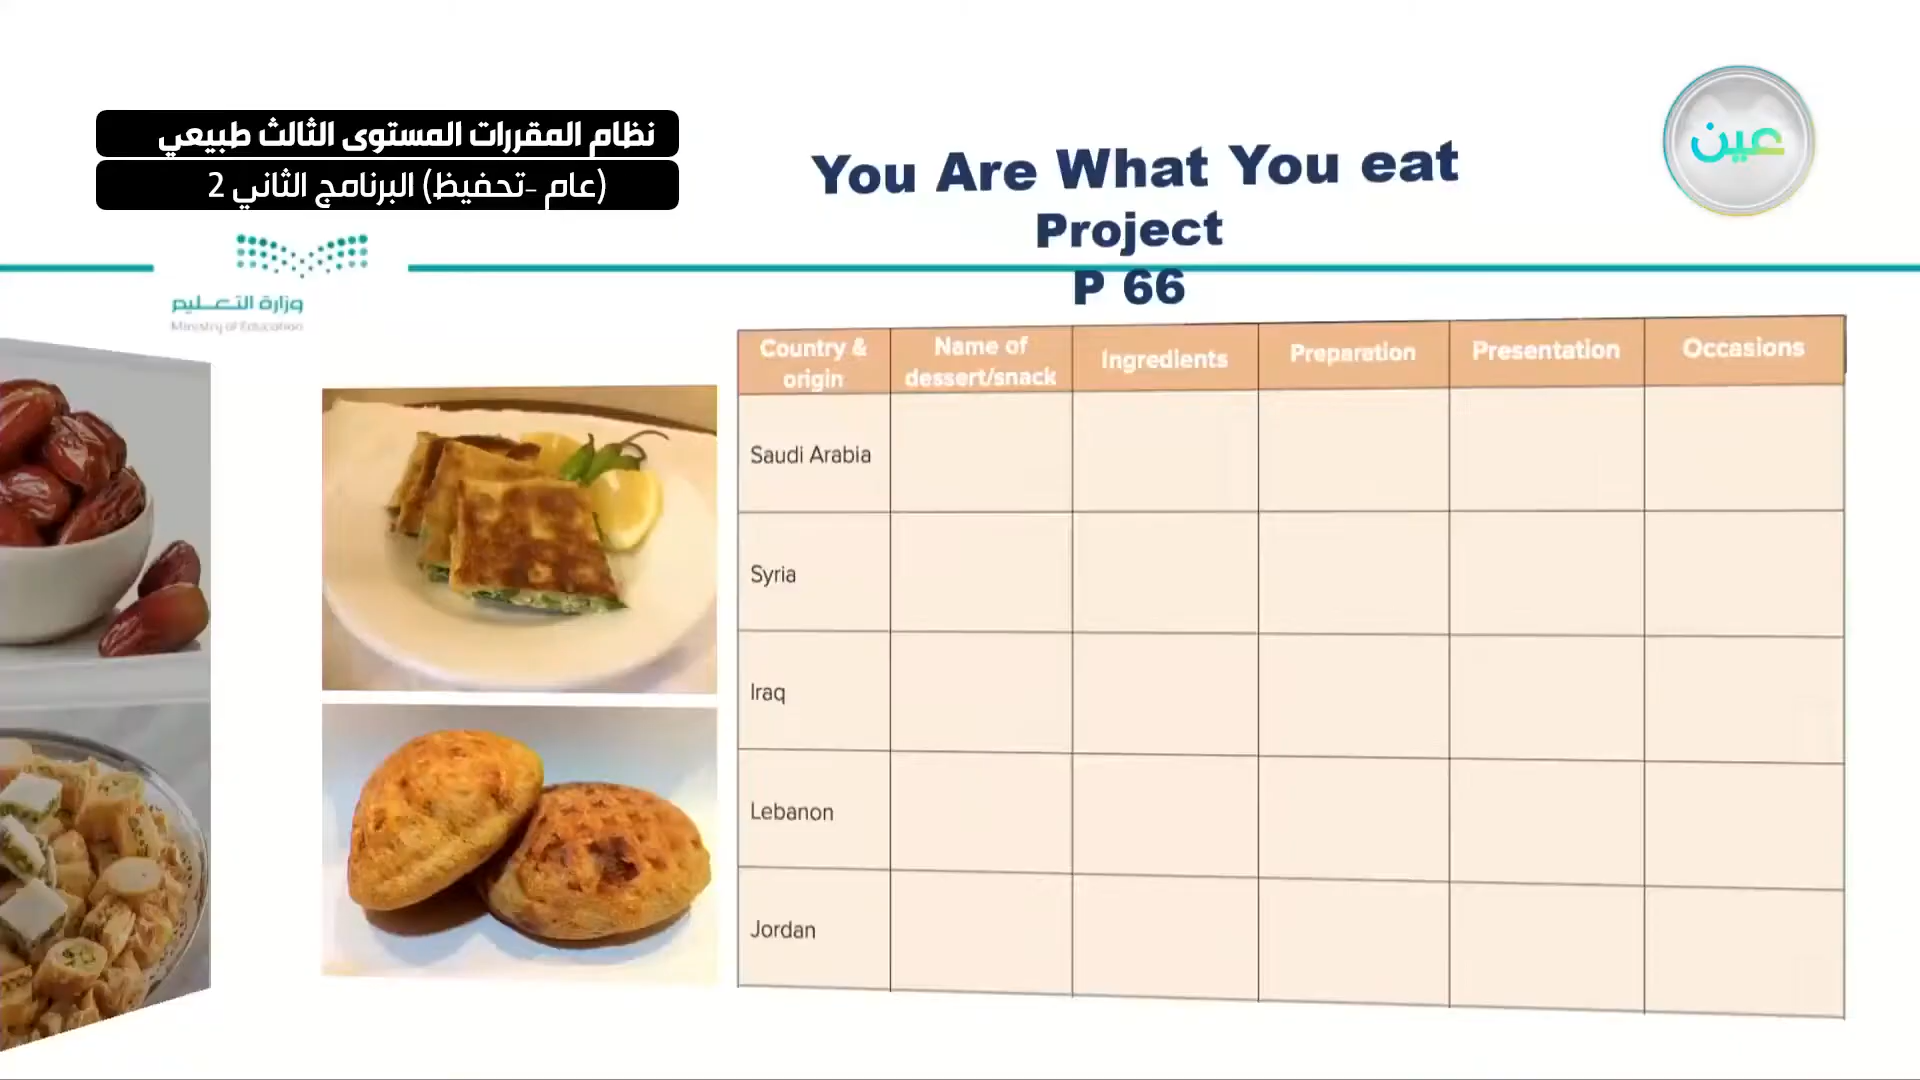 نظام المقررات المستوى الثالث طبيعي
(عام -تحفيظ) البرنامج الثاني 2
عين
You Are What You eat
Project
P 66
وزارة التعليم
Ministry of Education
Country & origin
Name of dessert/snack
Ingredients
Preparation
Presentation
Occasions
Saudi Arabia
Syria
Iraq
Lebanon
Jordan